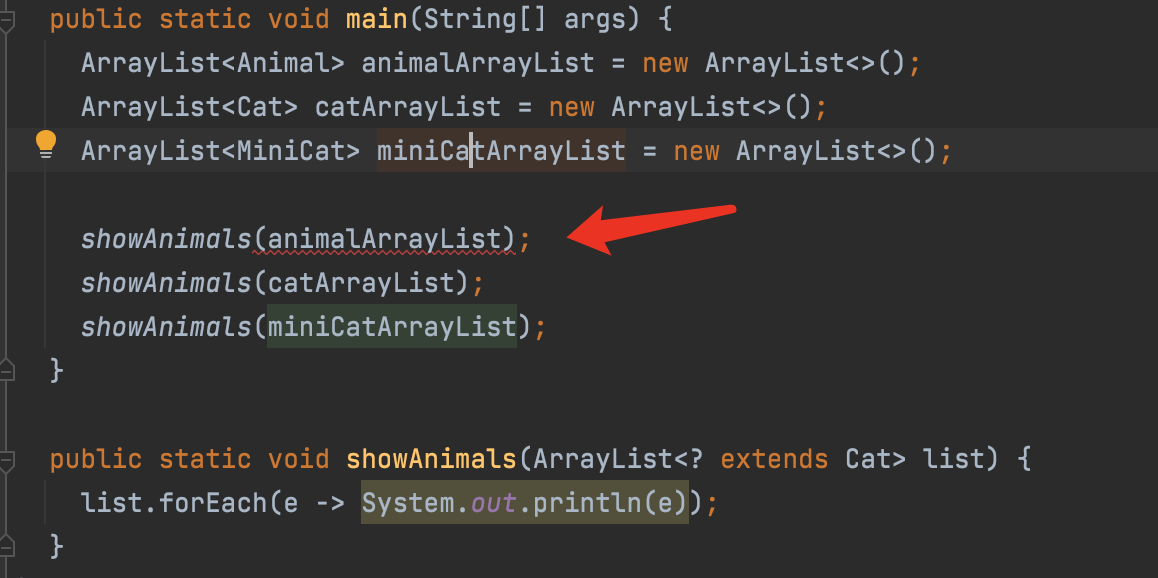 public static void main(String[] args) {
ArrayList<Animal> animalArrayList = new ArrayList<>();
ArrayList<Cat> catArrayList = new ArrayList<>();
ArrayList<MiniCat> miniCatArrayList = new ArrayList<>();
showAnimals(animalArrayList);
showAnimals(catArrayList);
showAnimals(miniCatArrayList);
}
public static void showAnimals(ArrayList<? extends Cat> list) {
list.forEach(e -> System.out.println(e));
}